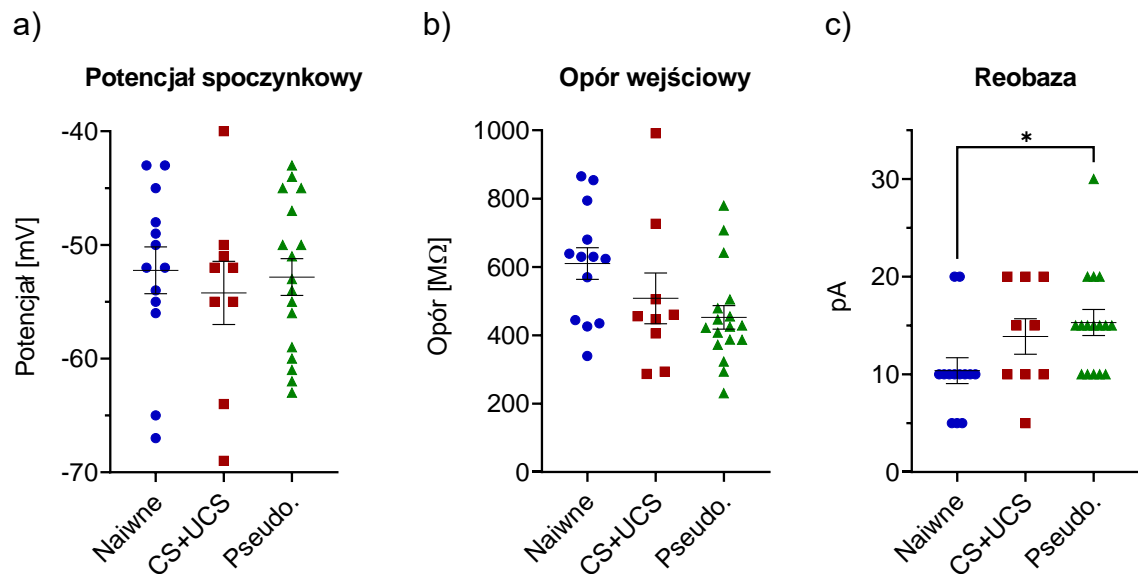 a)
Potencjał spoczynkowy
Potencjał [mV]
-40
-50
-60
-70
Naiwne
CS+UCS
Pseudo.
b)
Opór wejściowy
Opór [MΩ]
1000
800
600
400
200
0
Naiwne
CS+UCS
Pseudo.
c)
Reobaza
*
pA
30
20
10
0
Naiwne
CS+UCS
Pseudo.